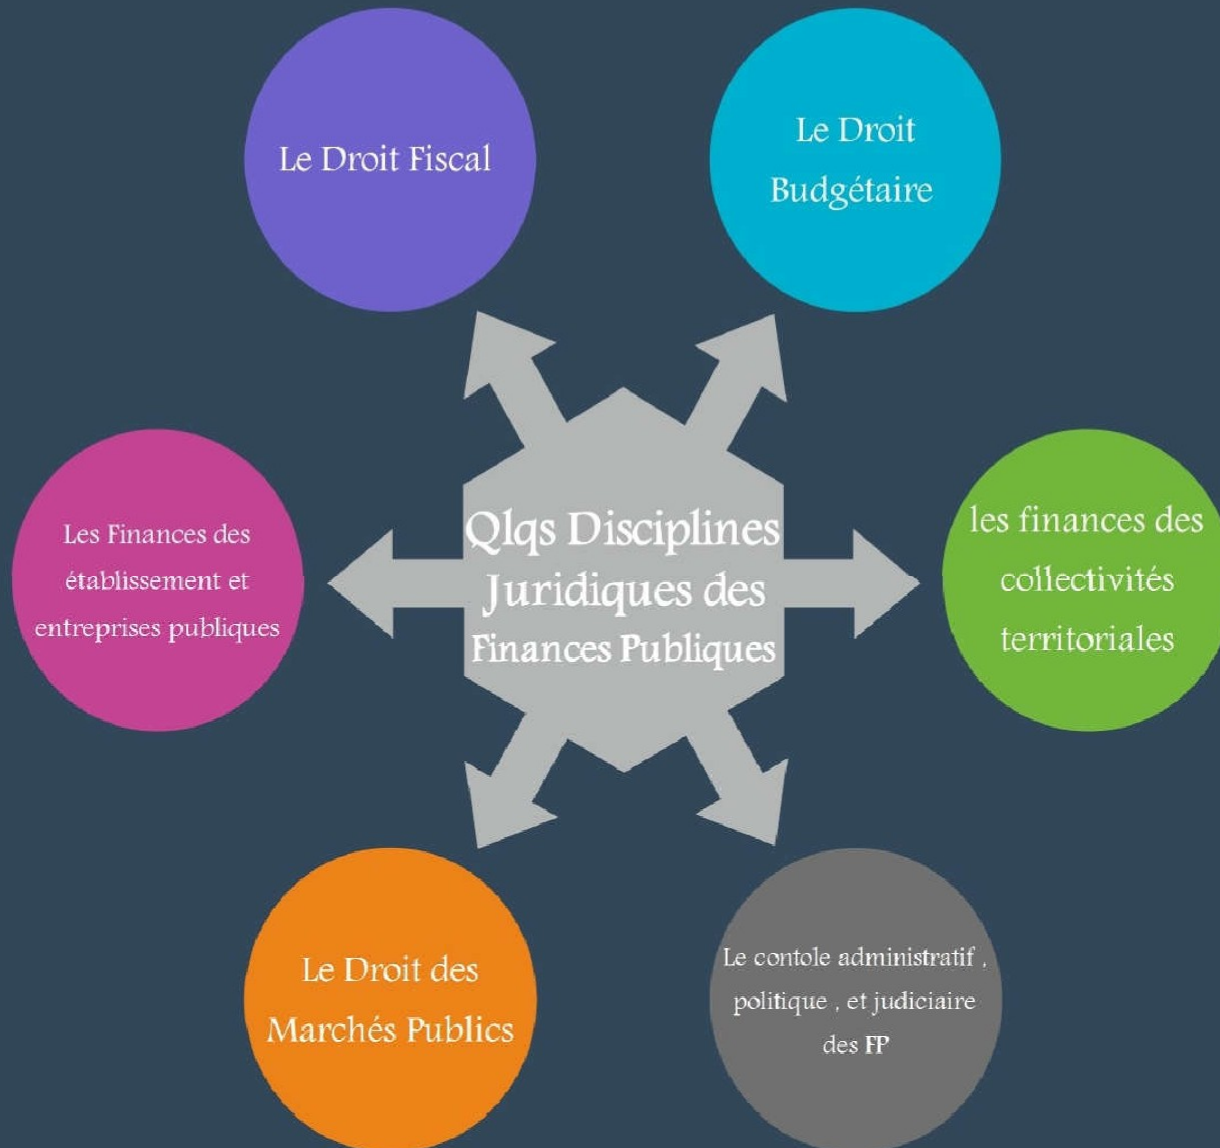 Le Droit Fiscal
Le Droit
Budgétaire
Les Finances des
établissement et
entreprises publiques
Qlqs Disciplines
Juridiques des
Finances Publiques
les finances des
collectivités
territoriales
Le Droit des
Marchés Publics
Le contole administratif ,
politique , et judiciaire
des FP